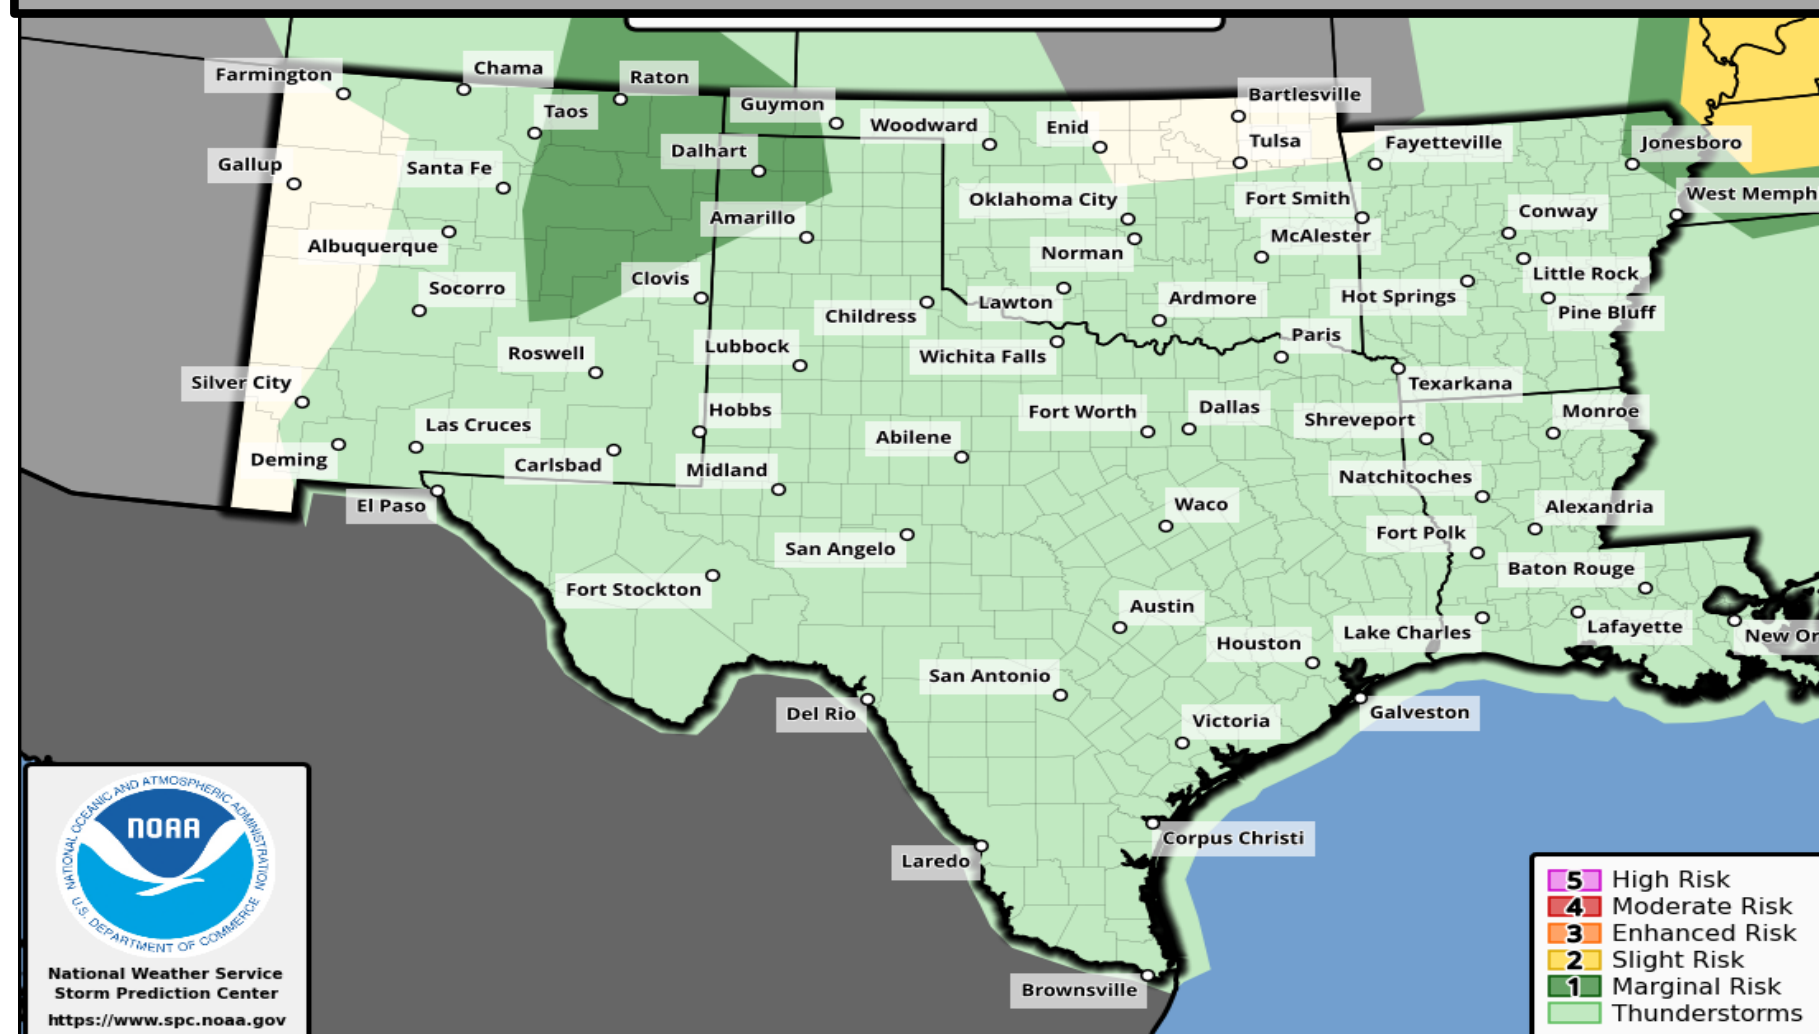 Farmington
Chama
Raton
Taos
Guymon
Woodward
Enid
Bartlesville
Tulsa
Fayetteville
Jonesboro
Gallup
Santa Fe
Dalhart
Oklahoma City
Fort Smith
Conway
West Memph
Albuquerque
Amarillo
Norman
McAlester
Little Rock
Socorro
Clovis
Childress
Lawton
Ardmore
Hot Springs
Pine Bluff
Roswell
Lubbock
Wichita Falls
Paris
Silver City
Texarkana
Las Cruces
Hobbs
Abilene
Fort Worth
Dallas
Shreveport
Monroe
Deming
Carlsbad
Midland
Natchitoches
El Paso
San Angelo
Waco
Fort Polk
Alexandria
Fort Stockton
Baton Rouge
Austin
Houston
Lake Charles
Lafayette
New Or
San Antonio
Del Rio
Victoria
Galveston
Laredo
Corpus Christi
Brownsville
NATIONAL OCEANIC AND ATMOSPHERIC ADMINISTRATION
NOAA
U.S. DEPARTMENT OF COMMERCE
National Weather Service
Storm Prediction Center
https://www.spc.noaa.gov
5 High Risk
4 Moderate Risk
3 Enhanced Risk
2 Slight Risk
1 Marginal Risk
Thunderstorms